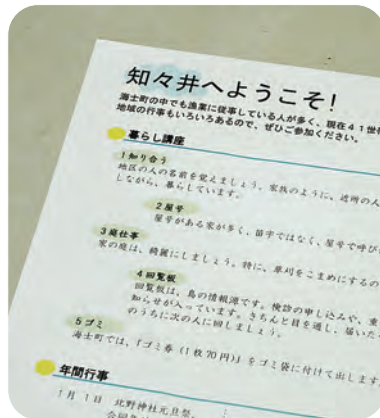 知々井へようこそ!
海士町の中でも漁業に従事している人が多く、現在41世
地域の行事もいろいろあるので、ぜひご参加ください。
暮らし講座
1知り合う
地区の人の名前を覚えましょう。家族のように、近所の人
しながら、暮らしています。
2屋号
屋号がある家が多く、苗字ではなく、屋号で呼び
3庭仕事
家の庭は、綺麗にしましょう。特に、草刈をこまめにするの
4回覧板
回覧板は、島の情報源です。検診の申し込みや、重
知らせが入っています。きちんと目を通し、届いた
のうちに次の人に回しましょう。
5ゴミ
海士町では、『ゴミ券(1枚70円)』をゴミ袋に付けて出します
年間行事
1月1日 北野神社元旦祭、